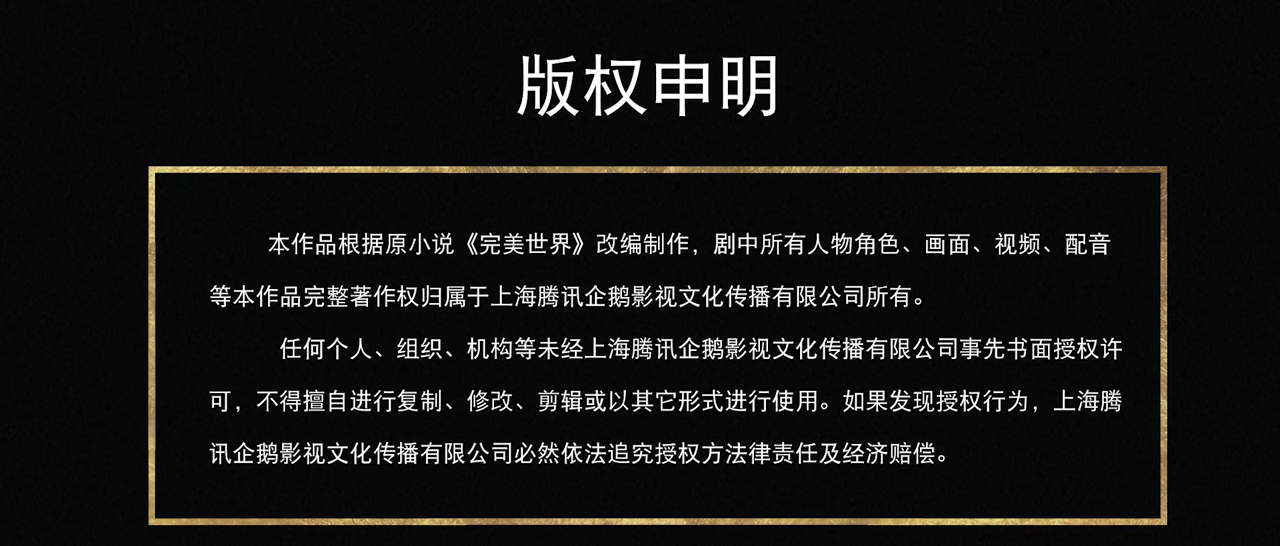 版权申明
本作品根据原小说《完美世界》改编制作，剧中所有人物角色、画面、视频、配音
等本作品完整著作权归属于上海腾讯企鹅影视文化传播有限公司所有。
任何个人、组织、机构等未经上海腾讯企鹅影视文化传播有限公司事先书面授权许
可，不得擅自进行复制、修改、剪辑或以其它形式进行使用。如果发现授权行为，上海腾
讯企鹅影视文化传播有限公司必然依法追究授权方法律责任及经济赔偿。